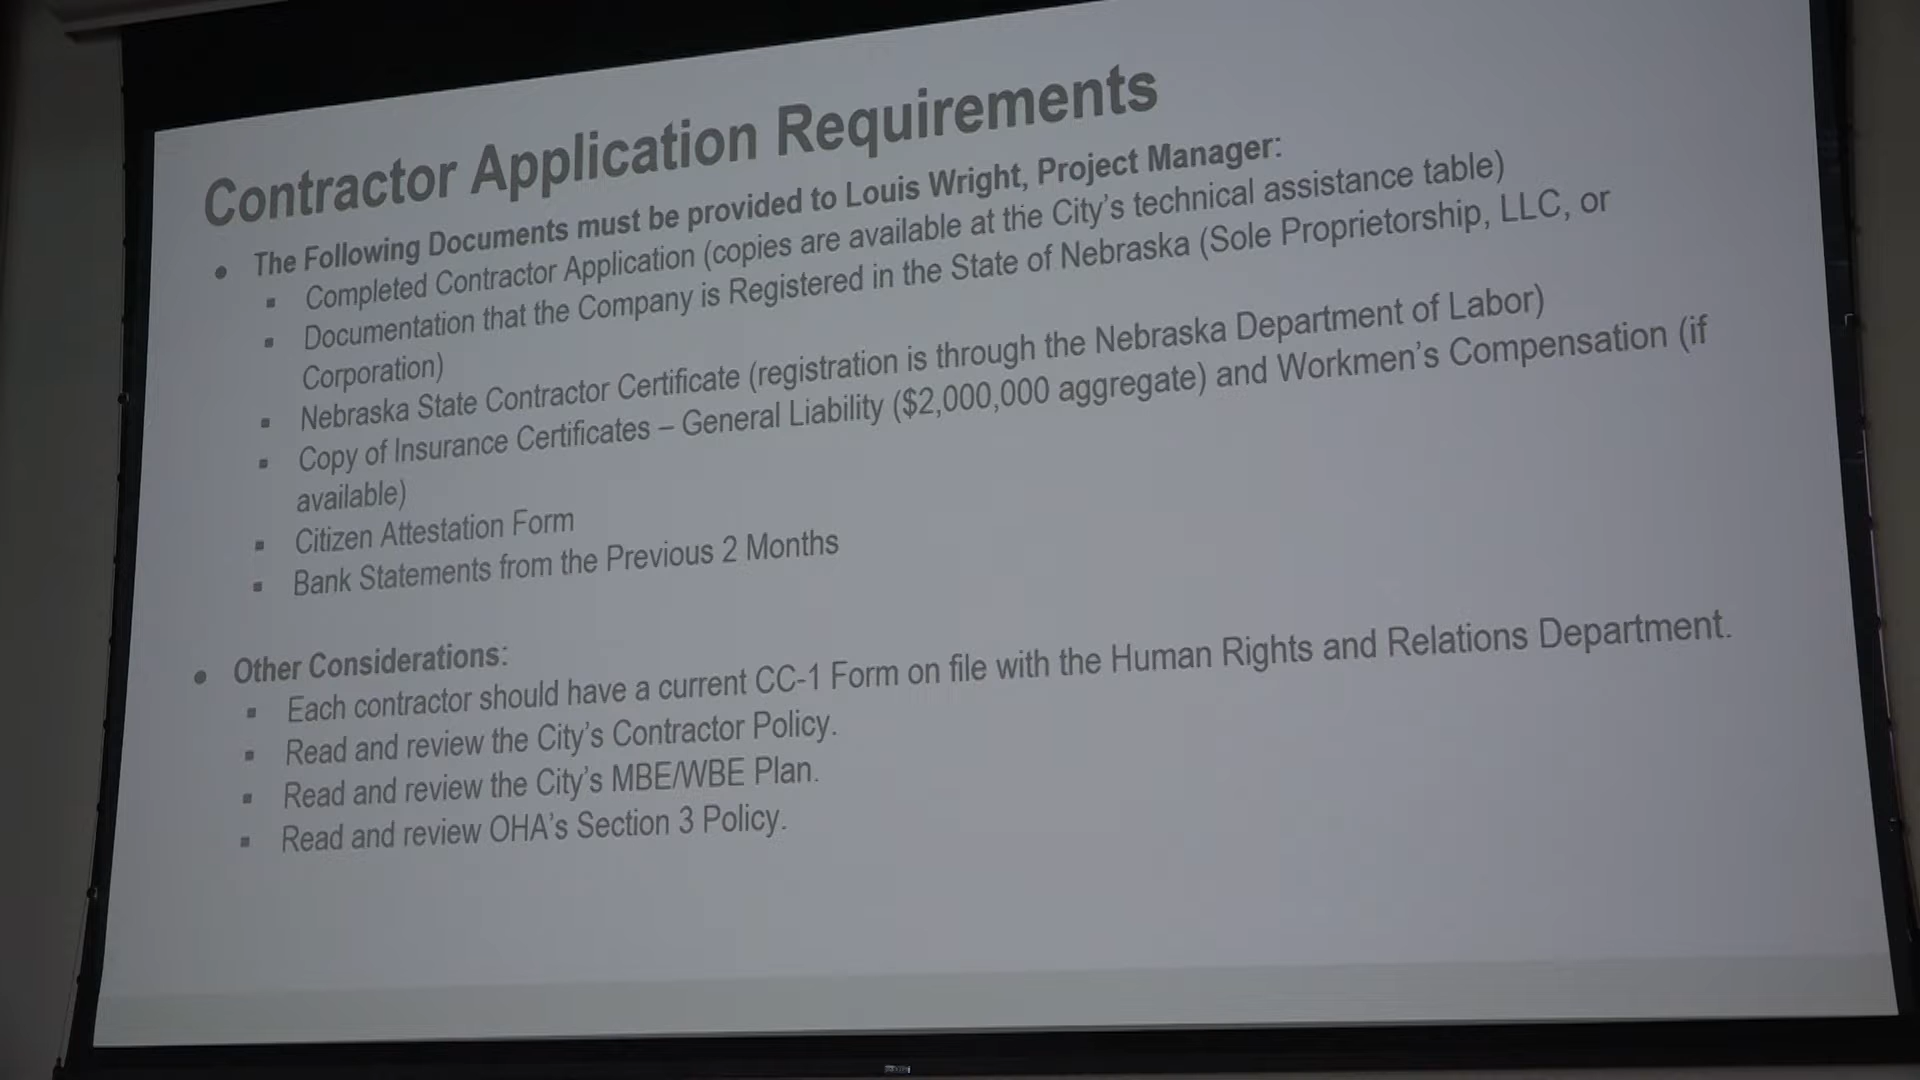 Contractor Application Requirements
● The Following Documents must be provided to Louis Wright, Project Manager:
▪ Completed Contractor Application (copies are available at the City's technical assistance table)
▪ Documentation that the Company is Registered in the State of Nebraska (Sole Proprietorship, LLC, or
Corporation)
▪ Nebraska State Contractor Certificate (registration is through the Nebraska Department of Labor)
▪ Copy of Insurance Certificates – General Liability ($2,000,000 aggregate) and Workmen's Compensation (if
available)
▪ Citizen Attestation Form
▪ Bank Statements from the Previous 2 Months
● Other Considerations:
▪ Each contractor should have a current CC-1 Form on file with the Human Rights and Relations Department.
▪ Read and review the City's Contractor Policy.
▪ Read and review the City's MBE/WBE Plan.
▪ Read and review OHA's Section 3 Policy.